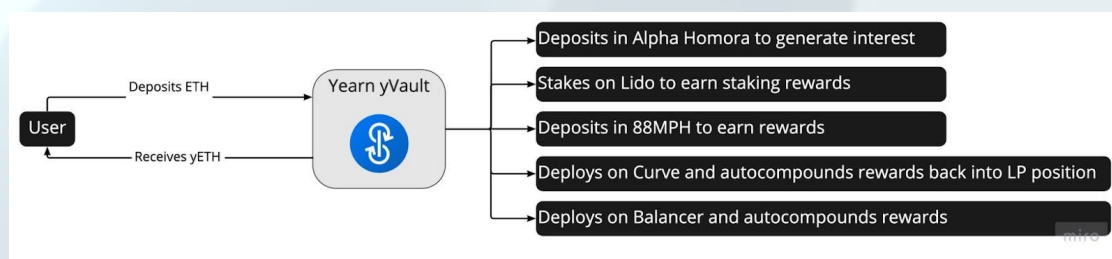 Deposits in Alpha Homora to generate interest
Deposits ETH
Yearn yVault
Stakes on Lido to earn staking rewards
User
Deposits in 88MPH to earn rewards
Receives yETH
Deploys on Curve and autocompounds rewards back into LP position
Deploys on Balancer and autocompounds rewards
miro